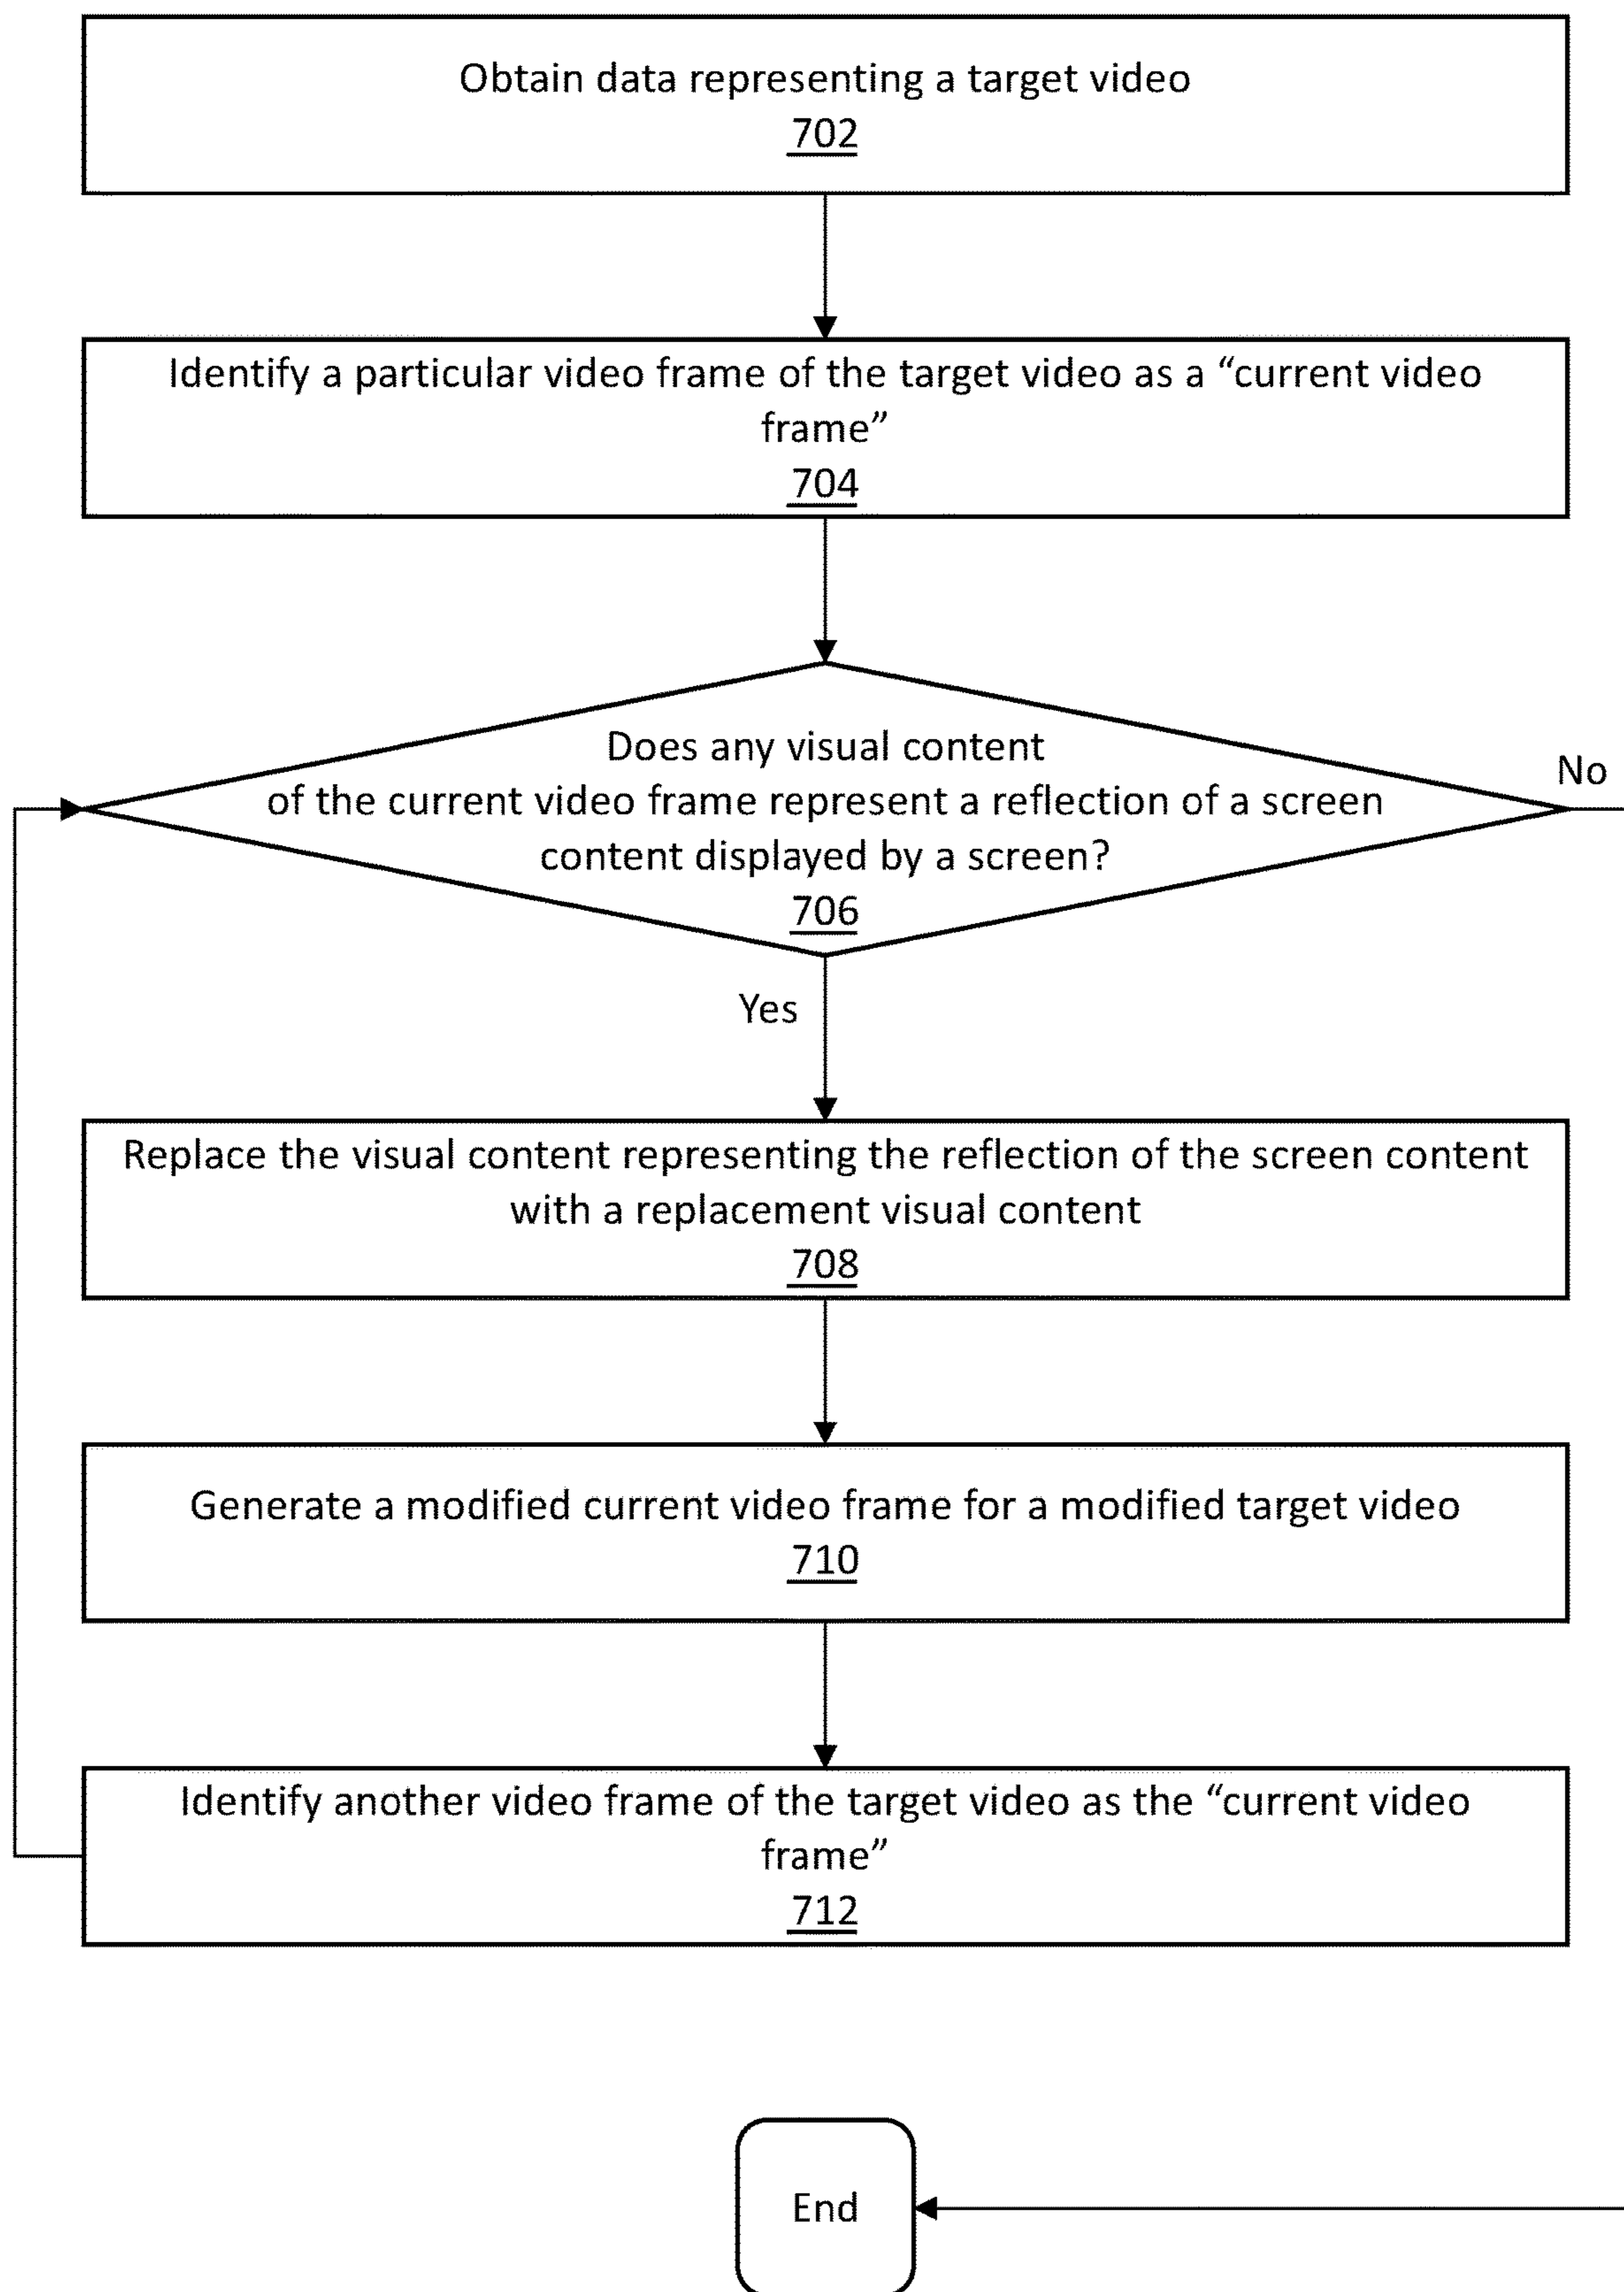 Obtain data representing a target video
702
Identify a particular video frame of the target video as a “current video
frame”
704
Does any visual content
of the current video frame represent a reflection of a screen
content displayed by a screen?
706
No
Yes
Replace the visual content representing the reflection of the screen content
with a replacement visual content
708
Generate a modified current video frame for a modified target video
710
Identify another video frame of the target video as the “current video
frame”
712
End